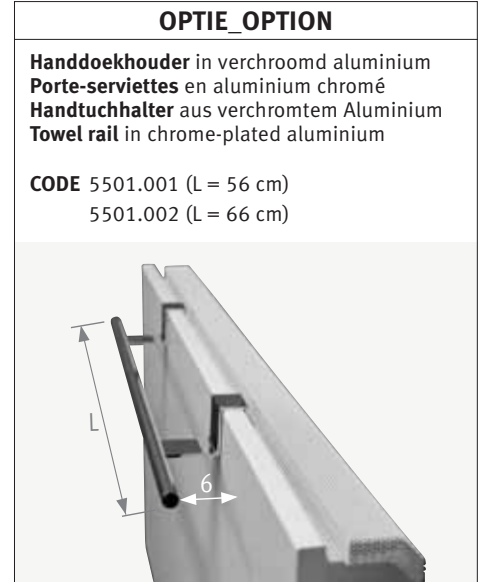 OPTIE_OPTION
Handdoekhouder in verchroomd aluminium
Porte-serviettes en aluminium chromé
Handtuchhalter aus verchromtem Aluminium
Towel rail in chrome-plated aluminium
CODE 5501.001 (L = 56 cm)
5501.002 (L = 66 cm)
L
6